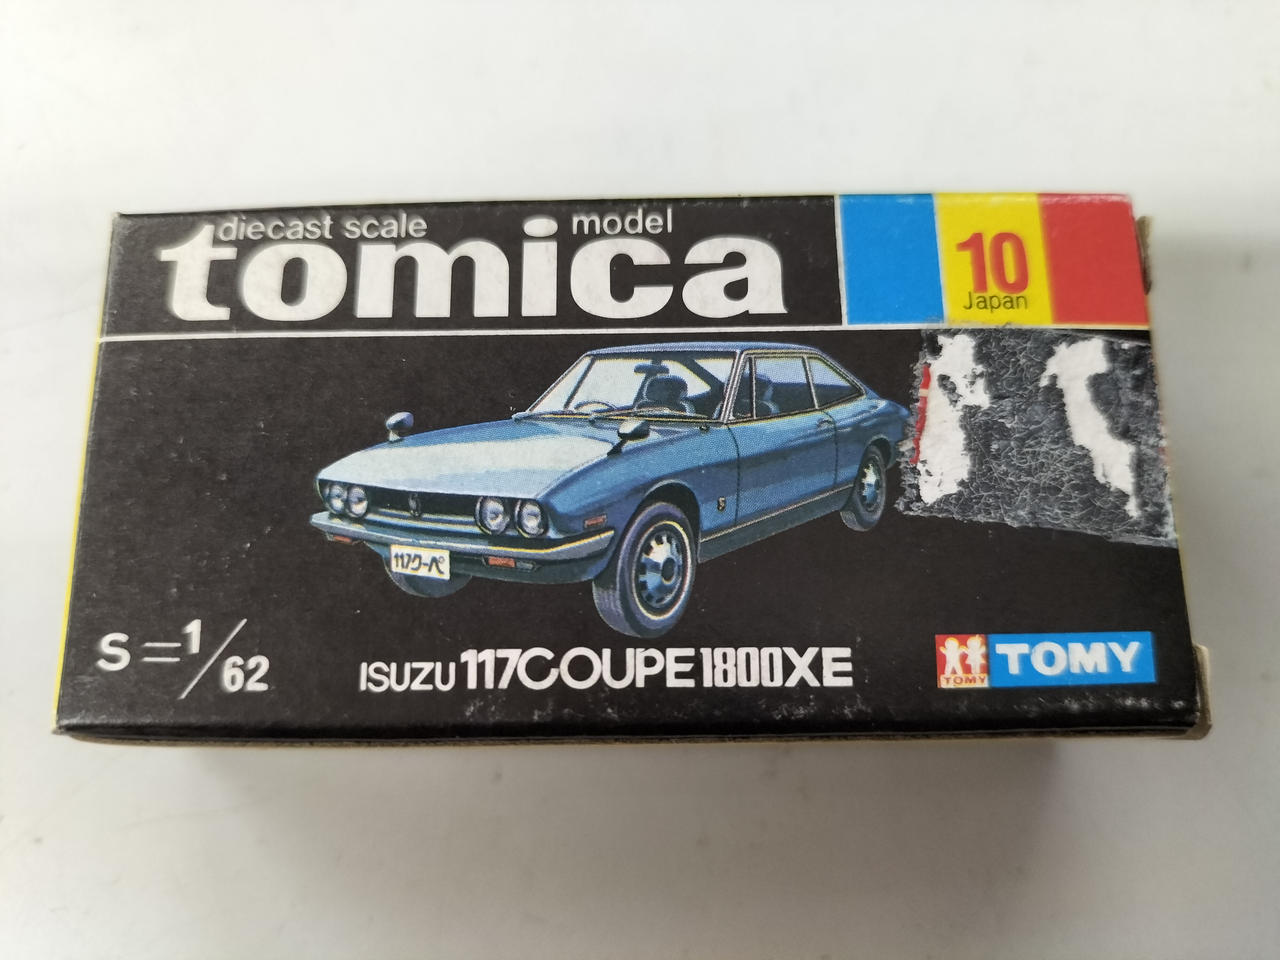 diecast scale model
tomica
10
Japan
117クーペ
S=1/62
ISUZU 117COUPE 1800XE
TOMY
TOMY